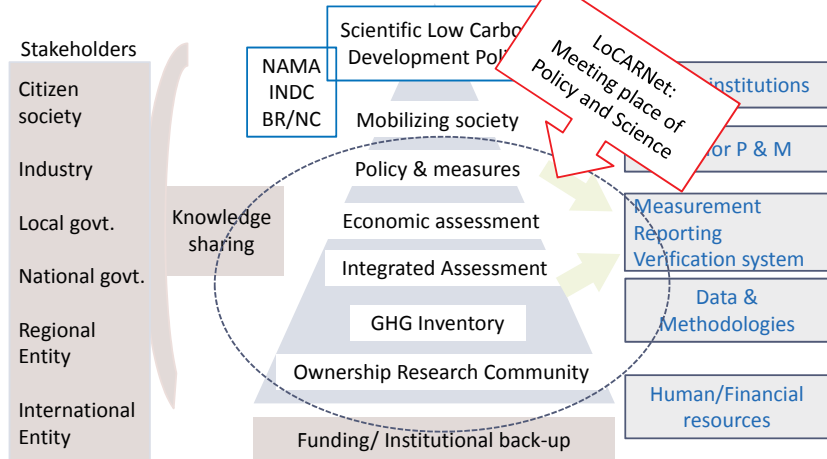 Stakeholders
Citizen
society
Industry
Local govt.
National govt.
Regional
Entity
International
Entity
Knowledge
sharing
NAMA
INDC
BR/NC
Scientific Low Carbo
Development Poli
Mobilizing society
Policy & measures
Economic assessment
Integrated Assessment
GHG Inventory
Ownership Research Community
Funding/ Institutional back-up
LoCARNet:
Meeting place of
Policy and Science
institutions
or P & M
Measurement
Reporting
Verification system
Data &
Methodologies
Human/Financial
resources